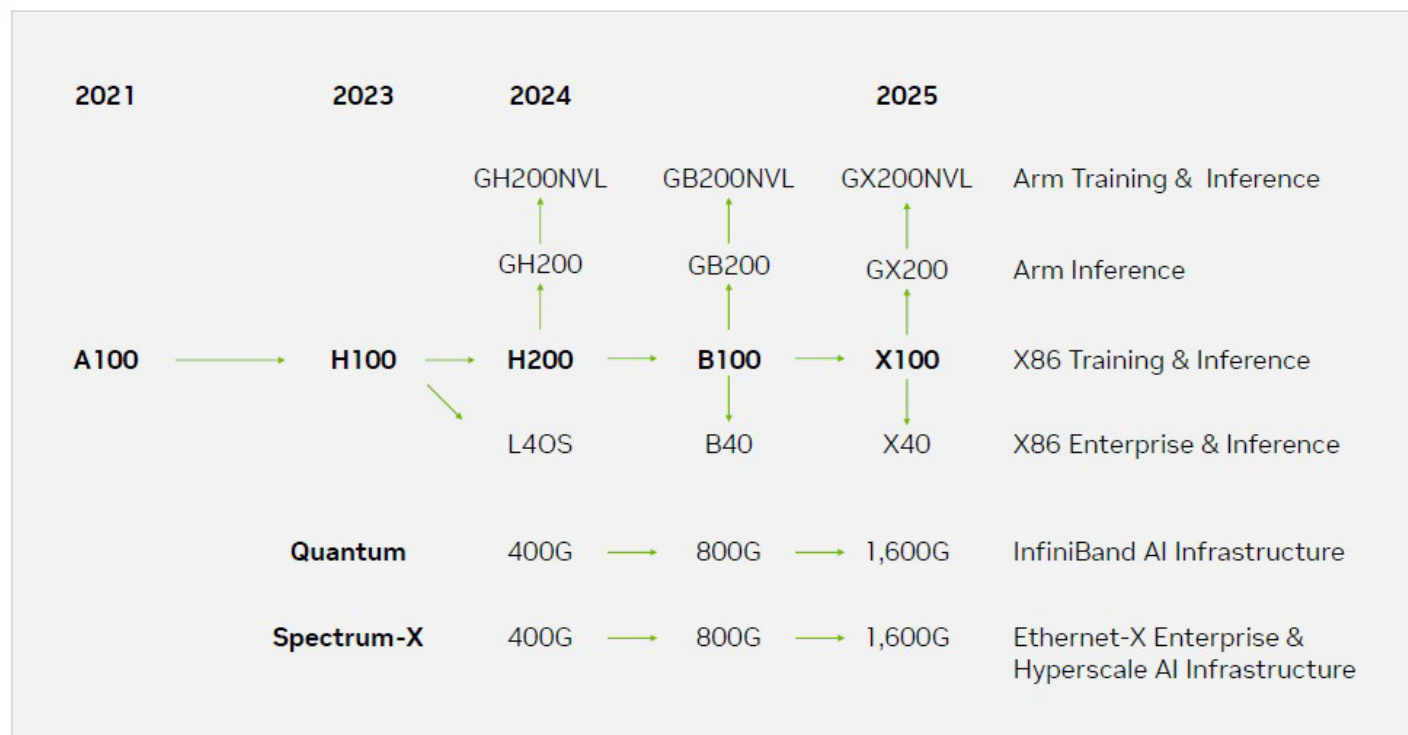 2021 2023 2024 2025
GH200NVL GB200NVL GX200NVL Arm Training & Inference
GH200 GB200 GX200 Arm Inference
A100 H100 H200 B100 X100 X86 Training & Inference
L40S B40 X40 X86 Enterprise & Inference
Quantum 400G 800G 1,600G InfiniBand AI Infrastructure
Spectrum-X 400G 800G 1,600G Ethernet-X Enterprise &
Hyperscale AI Infrastructure